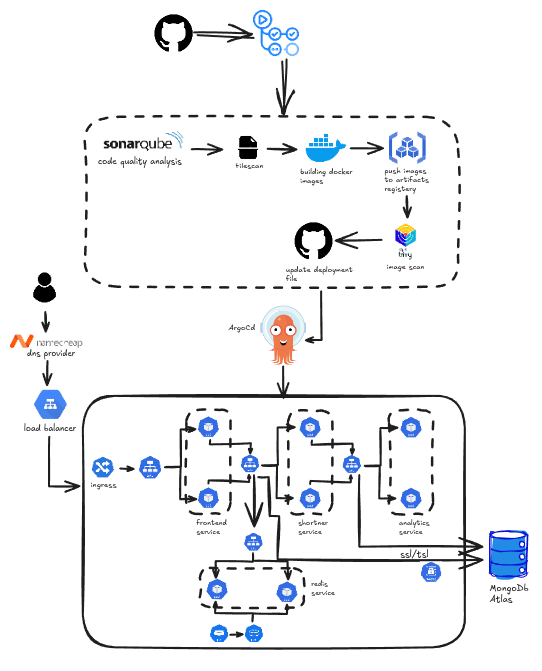 sonarqube
code quality analysis
filescan
building docker
images
push images
to artifacts
registery
trivy
image scan
update deployment
file
ArgoCd
namecheap
dns provider
load balancer
ingress
frontend
service
shortner
service
analytics
service
ssl/tsl
redis
service
MongoDb
Atlas